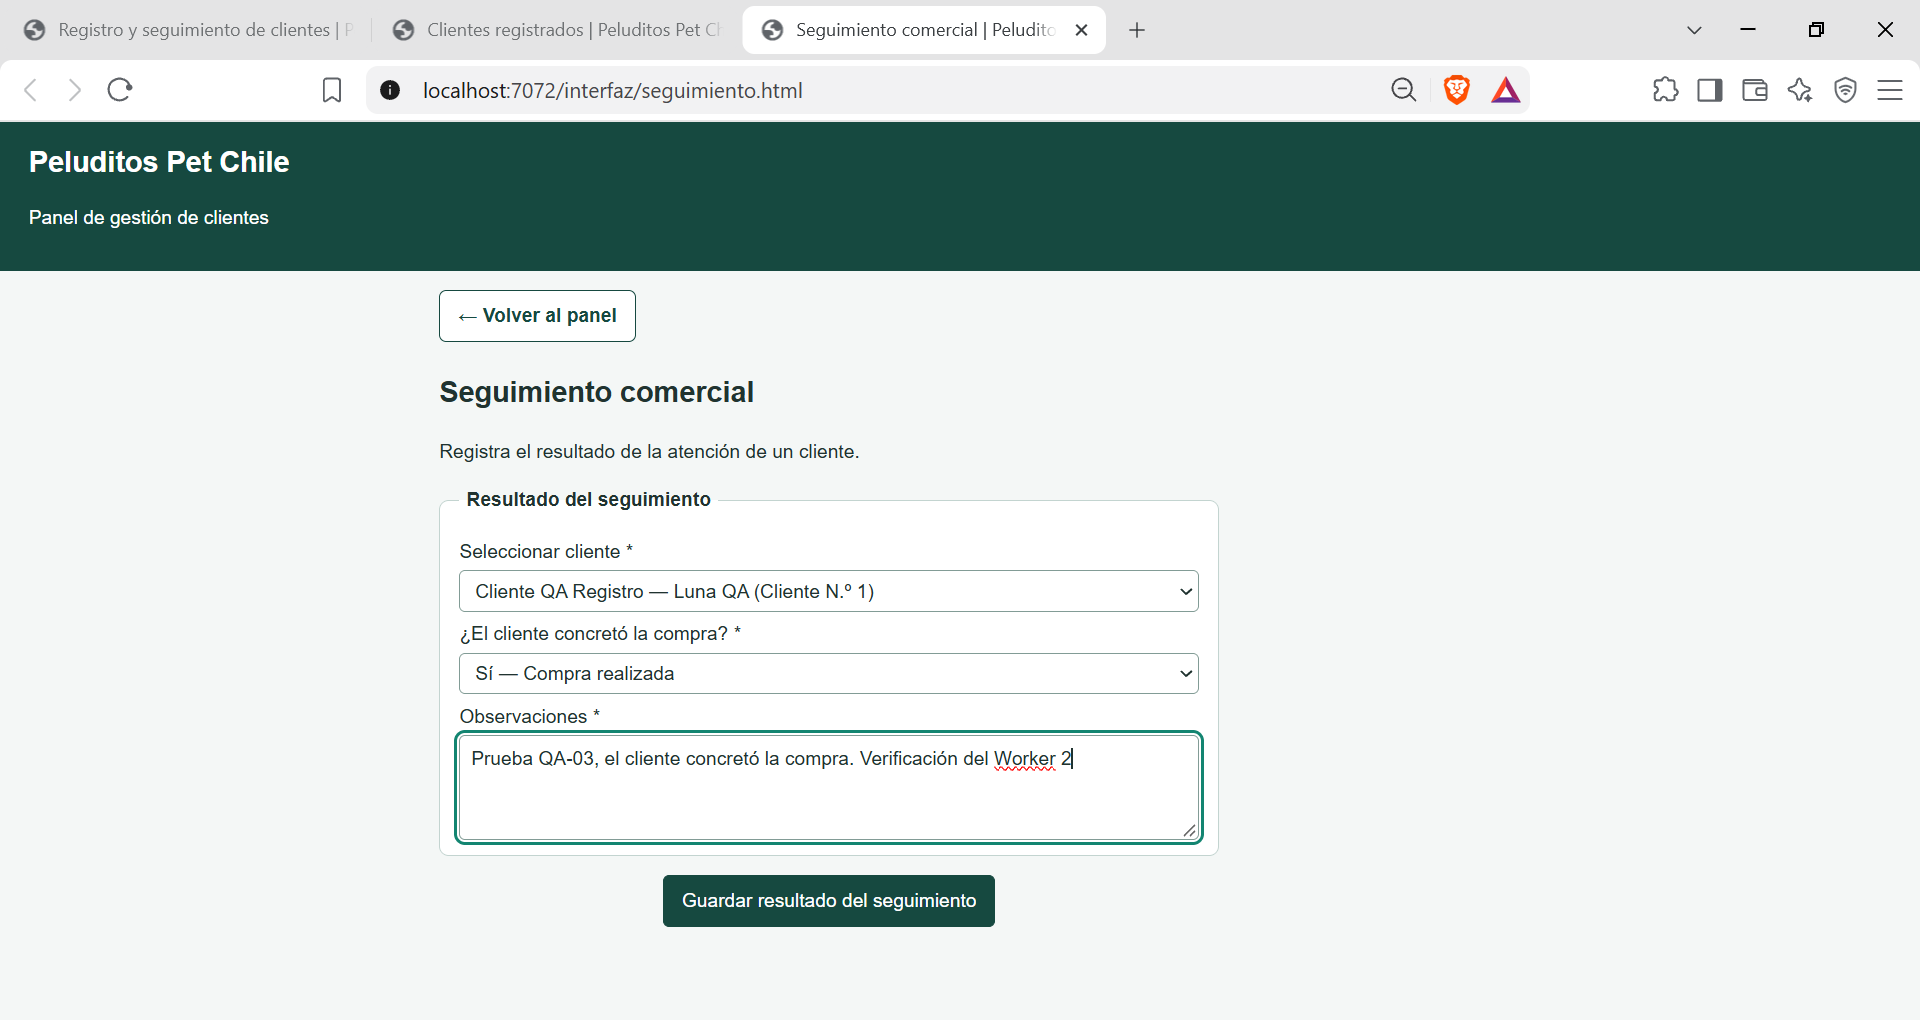 Registro y seguimiento de clientes | P
Clientes registrados | Peluditos Pet Ch
Seguimiento comercial | Peludito
localhost:7072/interfaz/seguimiento.html
Peluditos Pet Chile
Panel de gestión de clientes
← Volver al panel
Seguimiento comercial
Registra el resultado de la atención de un cliente.
Resultado del seguimiento
Seleccionar cliente *
Cliente QA Registro — Luna QA (Cliente N.º 1)
¿El cliente concretó la compra? *
Sí — Compra realizada
Observaciones *
Prueba QA-03, el cliente concretó la compra. Verificación del Worker 2
Guardar resultado del seguimiento